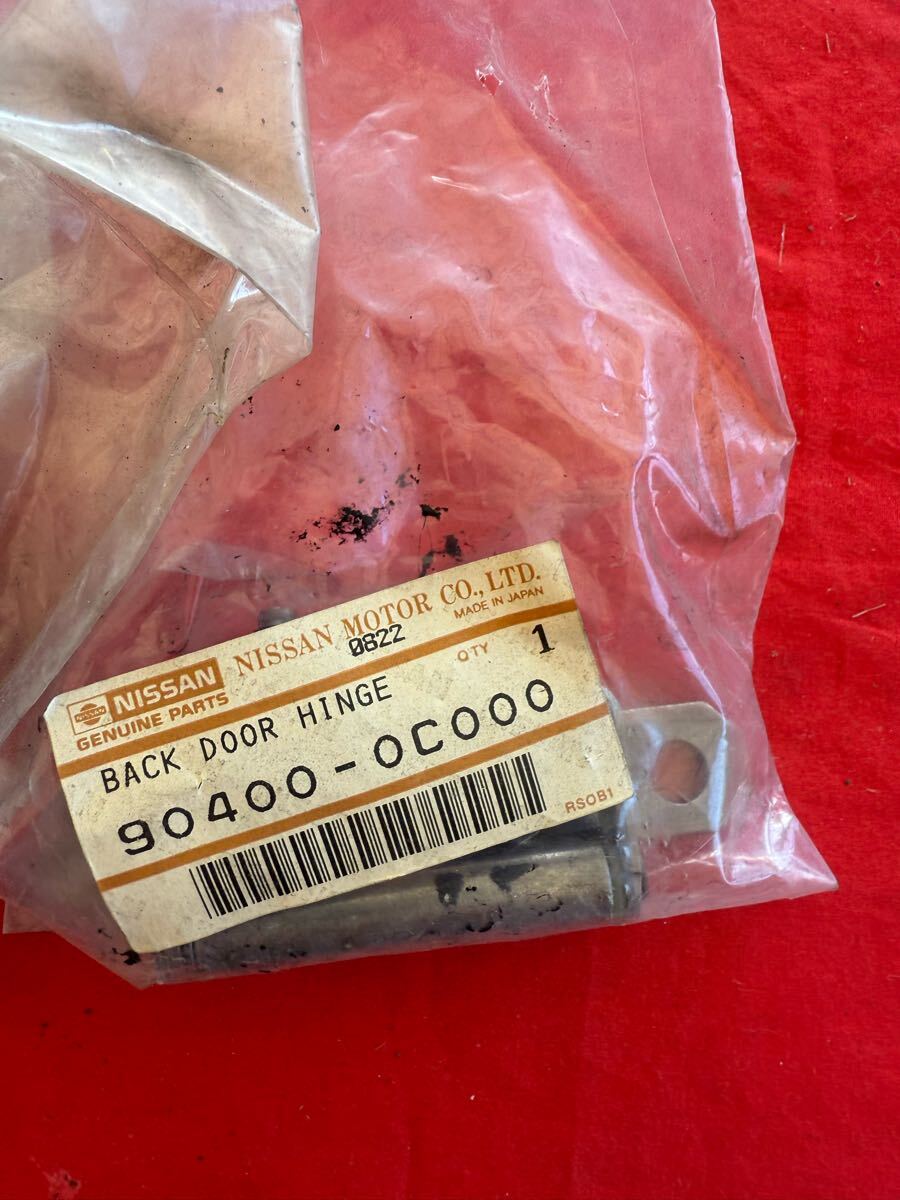 NISSAN MOTOR CO., LTD.
MADE IN JAPAN
0822
NISSAN
NISSAN
GENUINE PARTS
QTY 1
BACK DOOR HINGE
90400-0C000
RSOB1